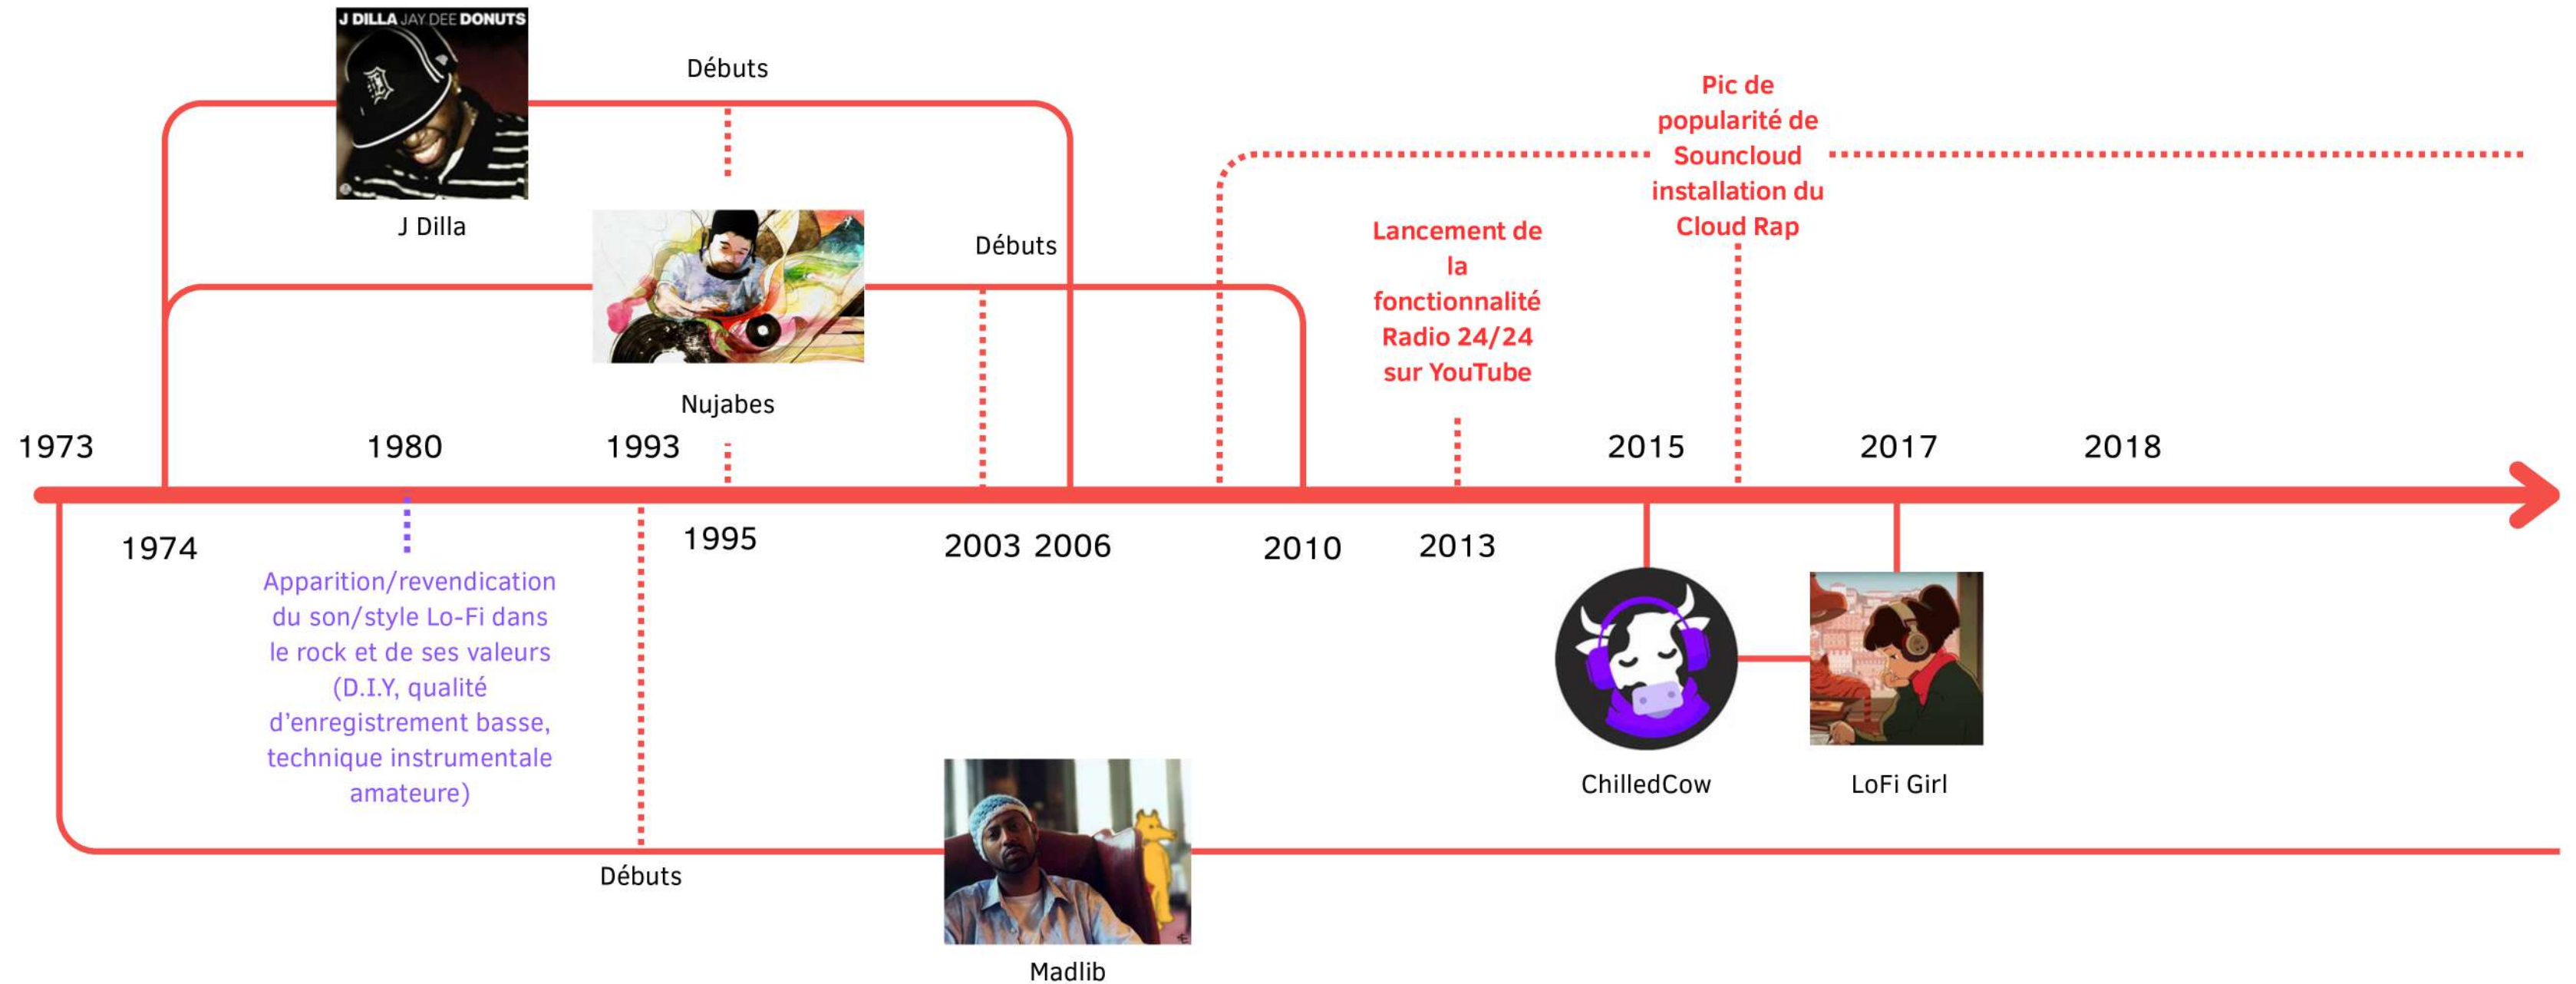 J DILLA JAY DEE DONUTS
Débuts
J Dilla
Pic de
popularité de
Souncloud
installation du
Cloud Rap
Débuts
Lancement de
la
fonctionnalité
Radio 24/24
sur YouTube
Nujabes
1973
1980
1993
2015
2017
2018
1974
1995
2003
2006
2010
2013
Apparition/revendication
du son/style Lo-Fi dans
le rock et de ses valeurs
(D.I.Y, qualité
d'enregistrement basse,
technique instrumentale
amateure)
ChilledCow
LoFi Girl
Débuts
Madlib